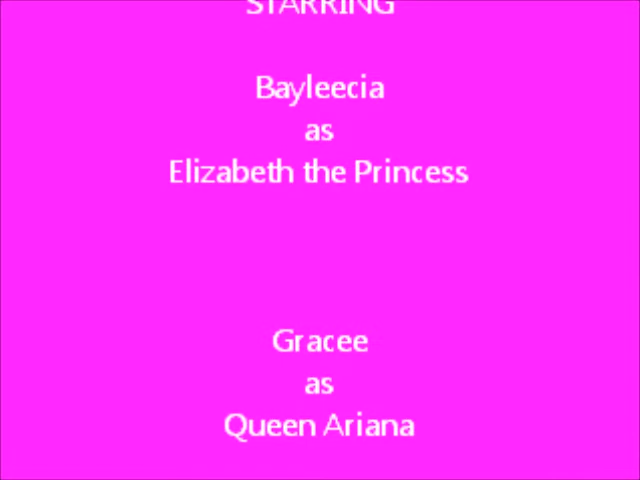 STARRING
Bayleecia
as
Elizabeth the Princess
Gracee
as
Queen Ariana